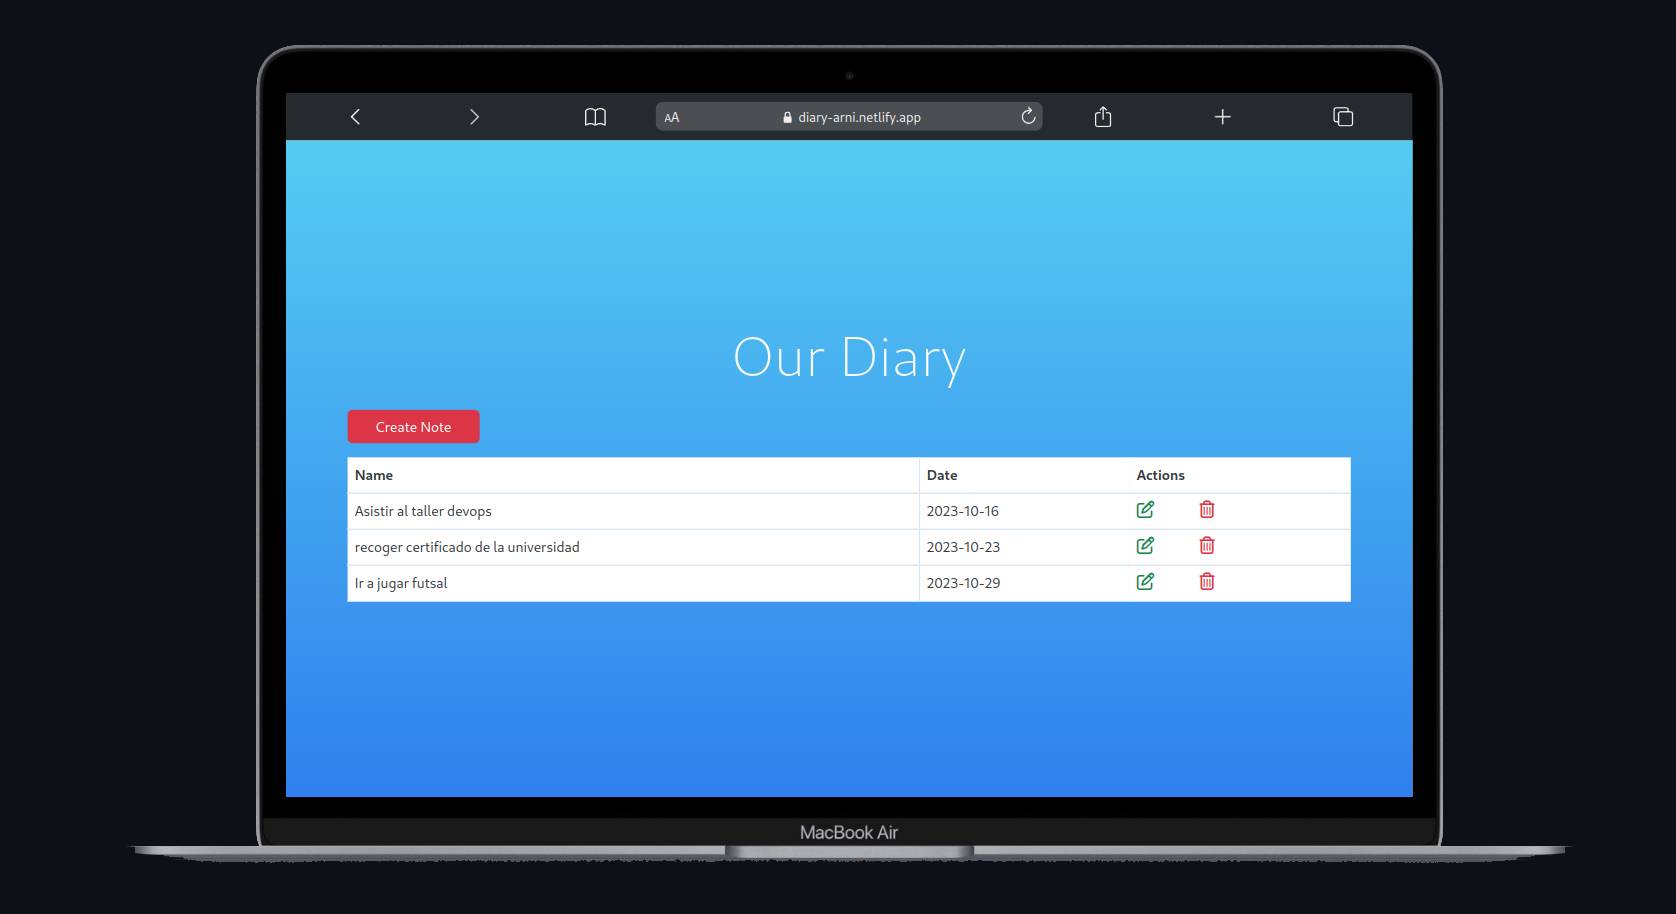 AA diary-arni.netlify.app
Our Diary
Create Note
Name Date Actions
Asistir al taller devops 2023-10-16
recoger certificado de la universidad 2023-10-23
Ir a jugar futsal 2023-10-29
MacBook Air